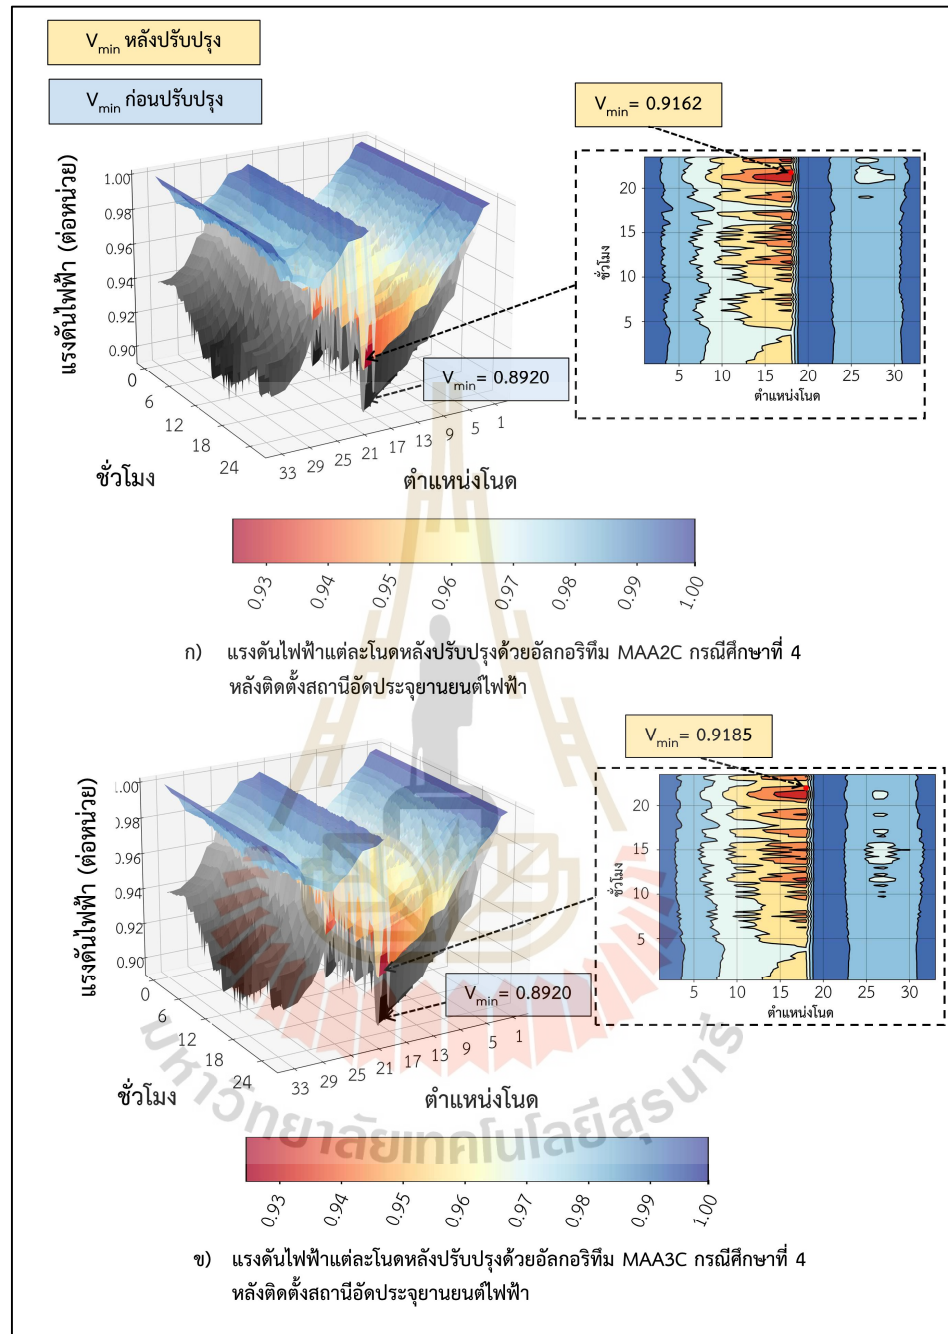 V_min หลังปรับปรุง
V_min ก่อนปรับปรุง
V_min= 0.9162
1.00
0.98
0.96
0.94
0.92
0.90
แรงดันไฟฟ้า (ต่อหน่วย)
0
6
12
18
24
ชั่วโมง
33 29 25 21 17 13 9 5 1
ตำแหน่งโนด
V_min = 0.8920
20
15
10
5
ชั่วโมง
5 10 15 20 25 30
ตำแหน่งโนด
0.93 0.94 0.95 0.96 0.97 0.98 0.99 1.00
ก) แรงดันไฟฟ้าแต่ละโนดหลังปรับปรุงด้วยอัลกอริทึม MAA2C กรณีศึกษาที่ 4
หลังติดตั้งสถานีอัดประจุยานยนต์ไฟฟ้า
V_min= 0.9185
1.00
0.98
0.96
0.94
0.92
0.90
แรงดันไฟฟ้า (ต่อหน่วย)
0
6
12
18
24
ชั่วโมง
33 29 25 21 17 13 9 5 1
ตำแหน่งโนด
V_min = 0.8920
20
15
10
5
ชั่วโมง
5 10 15 20 25 30
ตำแหน่งโนด
มหาวิทยาลัยเทคโนโลยีสุรนารี
0.93 0.94 0.95 0.96 0.97 0.98 0.99 1.00
ข) แรงดันไฟฟ้าแต่ละโนดหลังปรับปรุงด้วยอัลกอริทึม MAA3C กรณีศึกษาที่ 4
หลังติดตั้งสถานีอัดประจุยานยนต์ไฟฟ้า